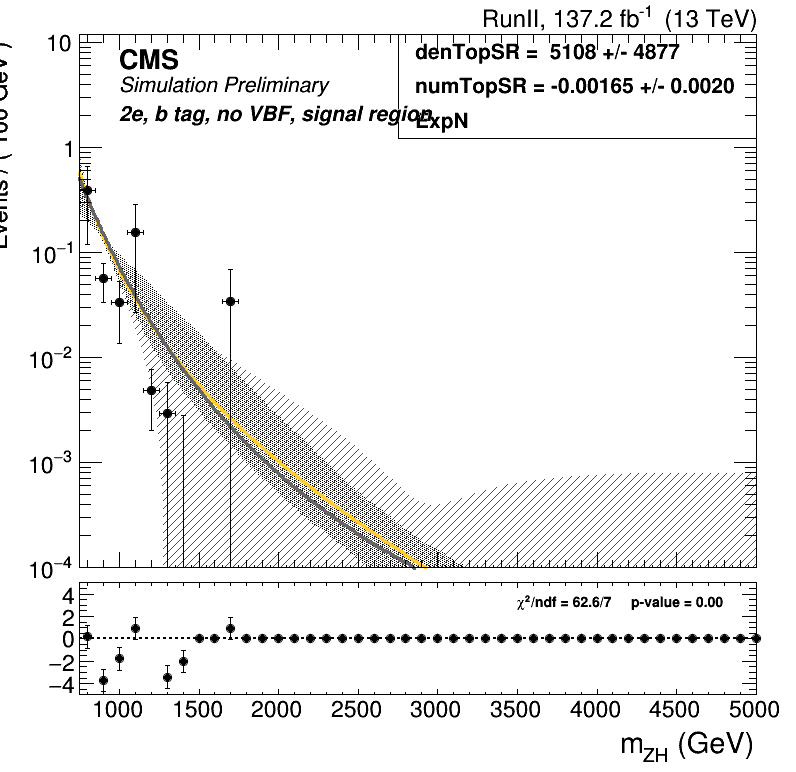 RunII, 137.2 fb⁻¹ (13 TeV)
CMS
Simulation Preliminary
2e, b tag, no VBF, signal region
denTopSR = 5108 +/- 4877
numTopSR = -0.00165 +/- 0.0020
ExpN
Events / ( 100 GeV)
10
1
10⁻¹
10⁻²
10⁻³
10⁻⁴
χ²/ndf = 62.6/7 p-value = 0.00
4
2
0
−2
−4
1000 1500 2000 2500 3000 3500 4000 4500 5000
m_ZH (GeV)